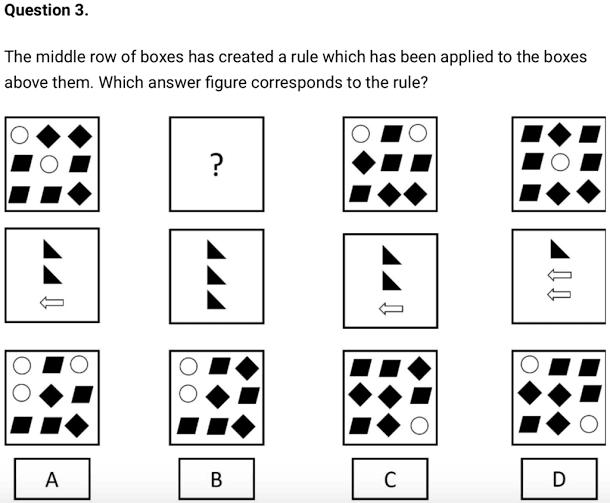 Question 3.
The middle row of boxes has created a rule which has been applied to the boxes
above them. Which answer figure corresponds to the rule?
?
A B C D